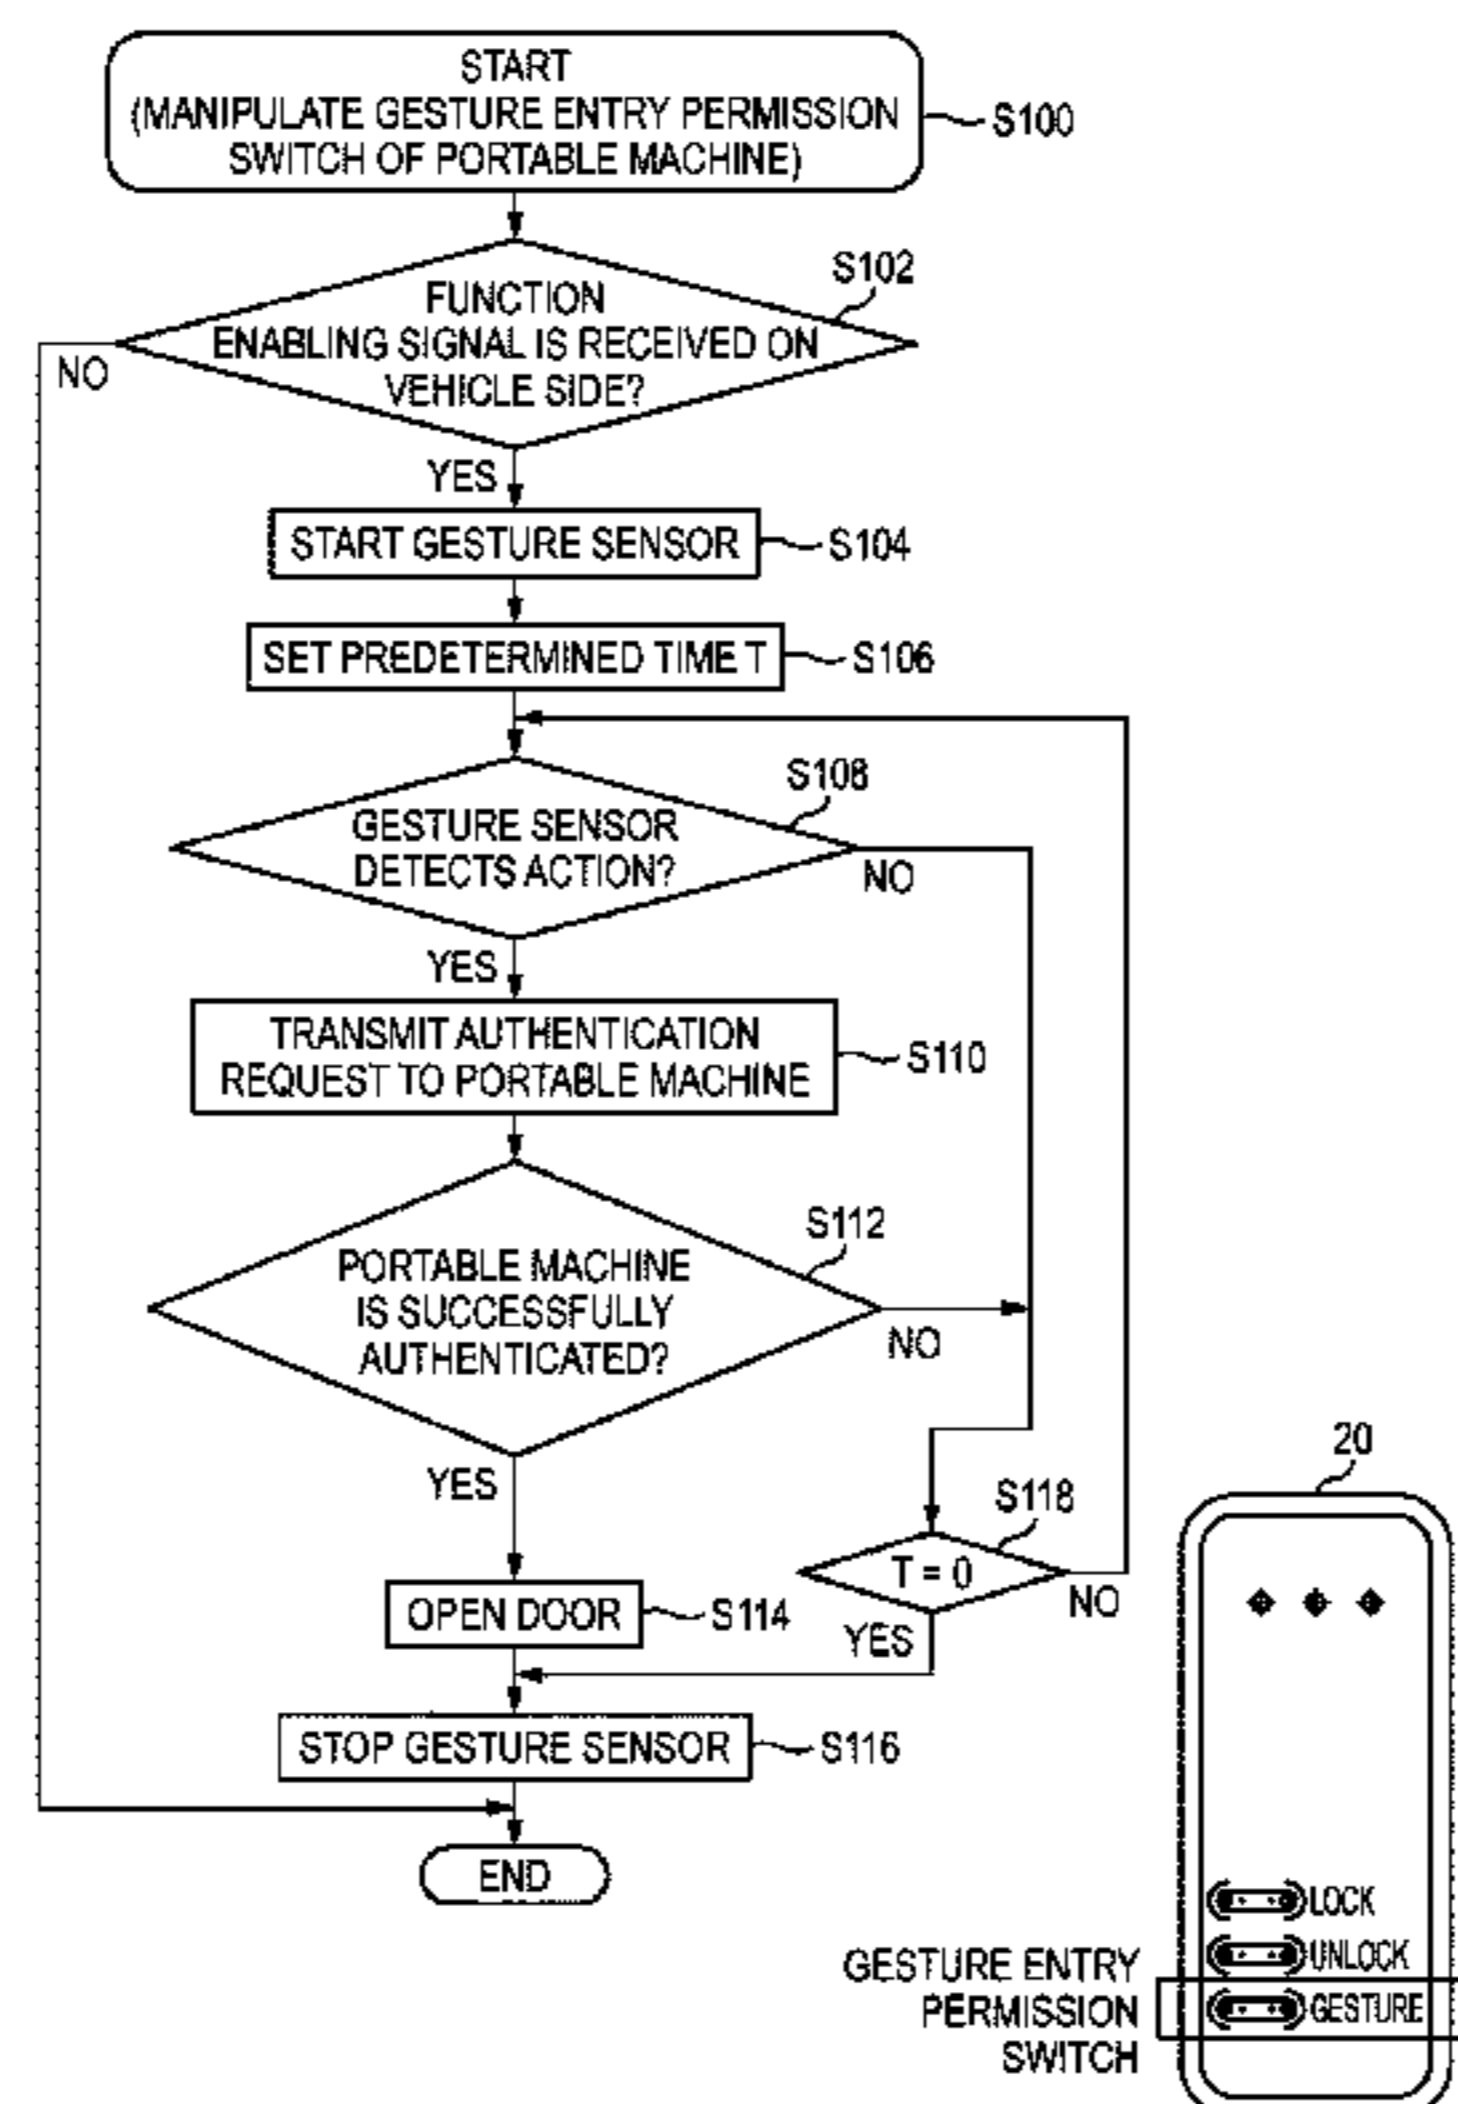 START
(MANIPULATE GESTURE ENTRY PERMISSION
SWITCH OF PORTABLE MACHINE)
S100
S102
FUNCTION
ENABLING SIGNAL IS RECEIVED ON
VEHICLE SIDE?
NO
YES
START GESTURE SENSOR
S104
SET PREDETERMINED TIME T
S106
S108
GESTURE SENSOR
DETECTS ACTION?
NO
YES
TRANSMIT AUTHENTICATION
REQUEST TO PORTABLE MACHINE
S110
S112
PORTABLE MACHINE
IS SUCCESSFULLY
AUTHENTICATED?
NO
YES
S118
T = 0
NO
YES
OPEN DOOR
S114
STOP GESTURE SENSOR
S116
END
20
LOCK
UNLOCK
GESTURE
GESTURE ENTRY
PERMISSION
SWITCH